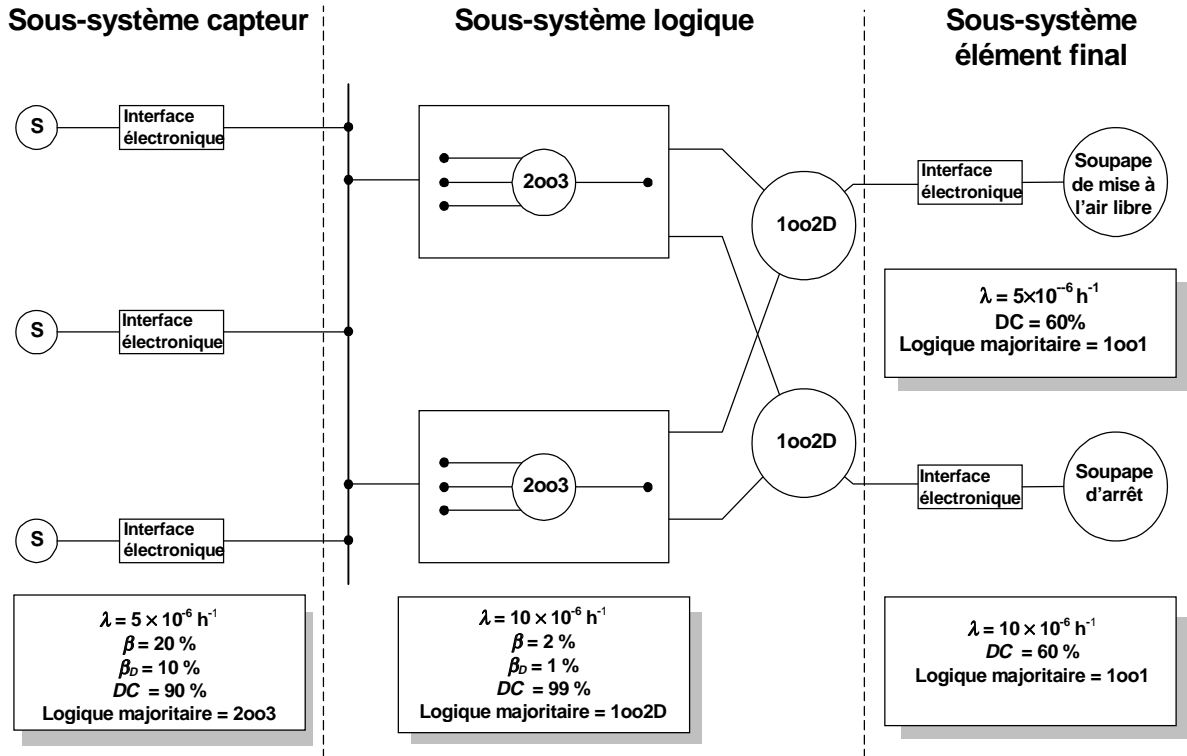 Sous-système capteur
Sous-système logique
Sous-système
élément final
S
Interface
électronique
S
Interface
électronique
S
Interface
électronique
2oo3
2oo3
1oo2D
1oo2D
Interface
électronique
Soupape
de mise à
l'air libre
λ = 5×10⁻⁶ h⁻¹
DC = 60%
Logique majoritaire = 1oo1
Interface
électronique
Soupape
d'arrêt
λ = 5 × 10⁻⁶ h⁻¹
β = 20 %
βD = 10 %
DC = 90 %
Logique majoritaire = 2oo3
λ = 10 × 10⁻⁶ h⁻¹
β = 2 %
βD = 1 %
DC = 99 %
Logique majoritaire = 1oo2D
λ = 10 × 10⁻⁶ h⁻¹
DC = 60 %
Logique majoritaire = 1oo1